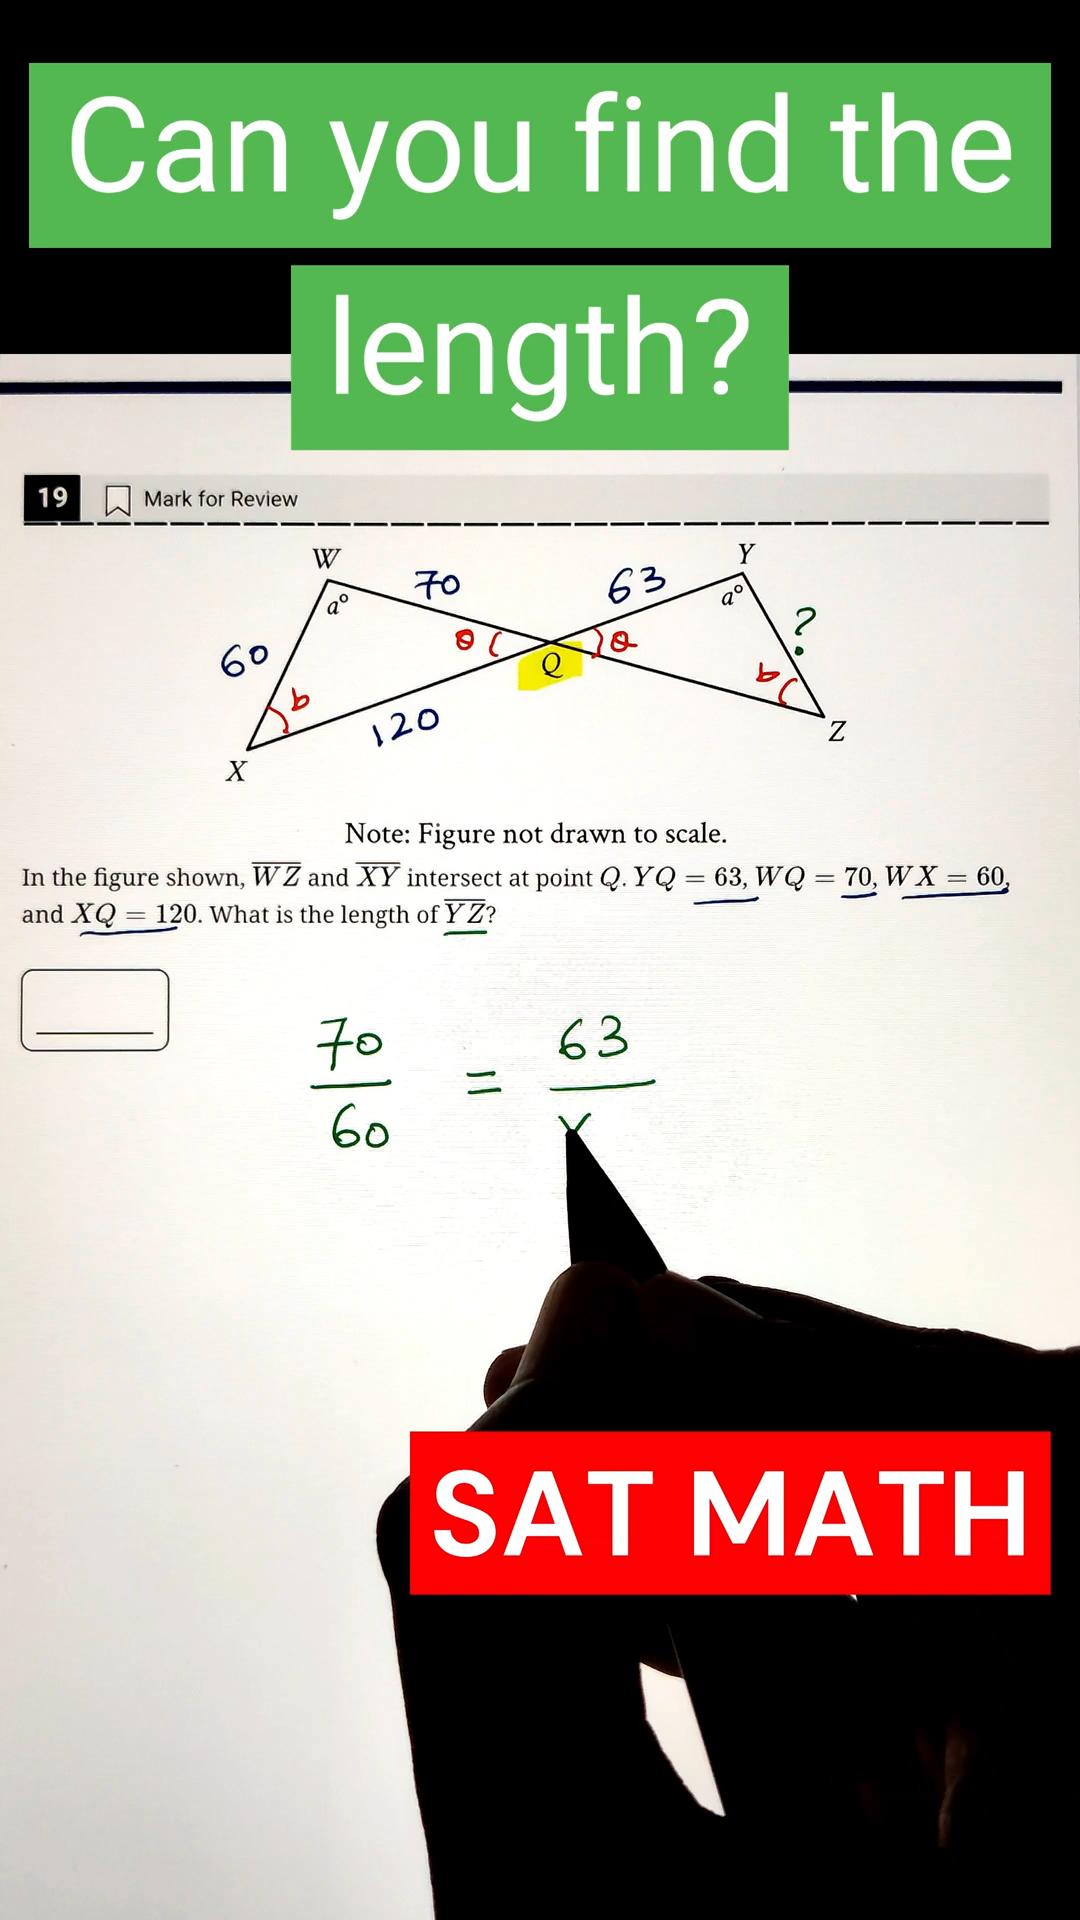 Can you find the
length?
19 Mark for Review
W Y
70 63
a° a°
60 θ θ ?
Q
b b
120
X Z
Note: Figure not drawn to scale.
In the figure shown, WZ and XY intersect at point Q. YQ = 63, WQ = 70, WX = 60,
and XQ = 120. What is the length of YZ?
70 = 63
60
SAT MATH